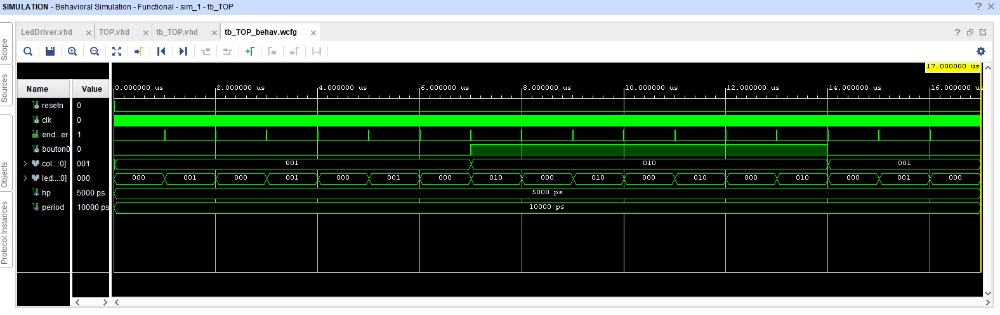 SIMULATION - Behavioral Simulation - Functional - sim_1 - tb_TOP
Scope
Sources
Objects
Protocol Instances
LedDriver.vhd
TOP.vhd
tb_TOP.vhd
tb_TOP_behav.wcfg
17.000000 us
Name Value
0.000000 us 2.000000 us 4.000000 us 6.000000 us 8.000000 us 10.000000 us 12.000000 us 14.000000 us 16.000000 us
resetn 0
clk 0
end...er 1
bouton0 0
col...:0] 001 001 010 001
led...:0] 000 000 001 000 001 000 001 000 010 000 010 000 010 000 010 000 001 000
hp 5000 ps 5000 ps
period 10000 ps 10000 ps